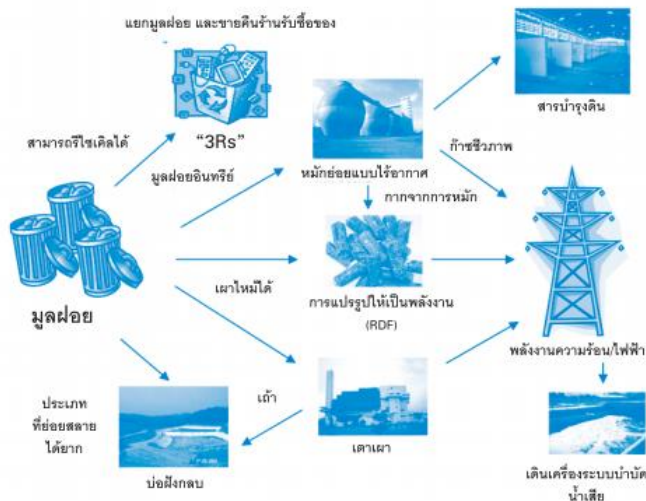 แยกมูลฝอย และขายคืนร้านรับซื้อของ
สามารถรีไซเคิลได้
“3Rs”
มูลฝอยอินทรีย์
หมักย่อยแบบไร้อากาศ
สารบำรุงดิน
ก๊าซชีวภาพ
กากจากการหมัก
มูลฝอย
เผาไหม้ได้
การแปรรูปให้เป็นพลังงาน
(RDF)
พลังงานความร้อน/ไฟฟ้า
ประเภท
ที่ย่อยสลาย
ได้ยาก
เถ้า
เตาเผา
บ่อฝังกลบ
เดินเครื่องระบบบำบัด
น้ำเสีย